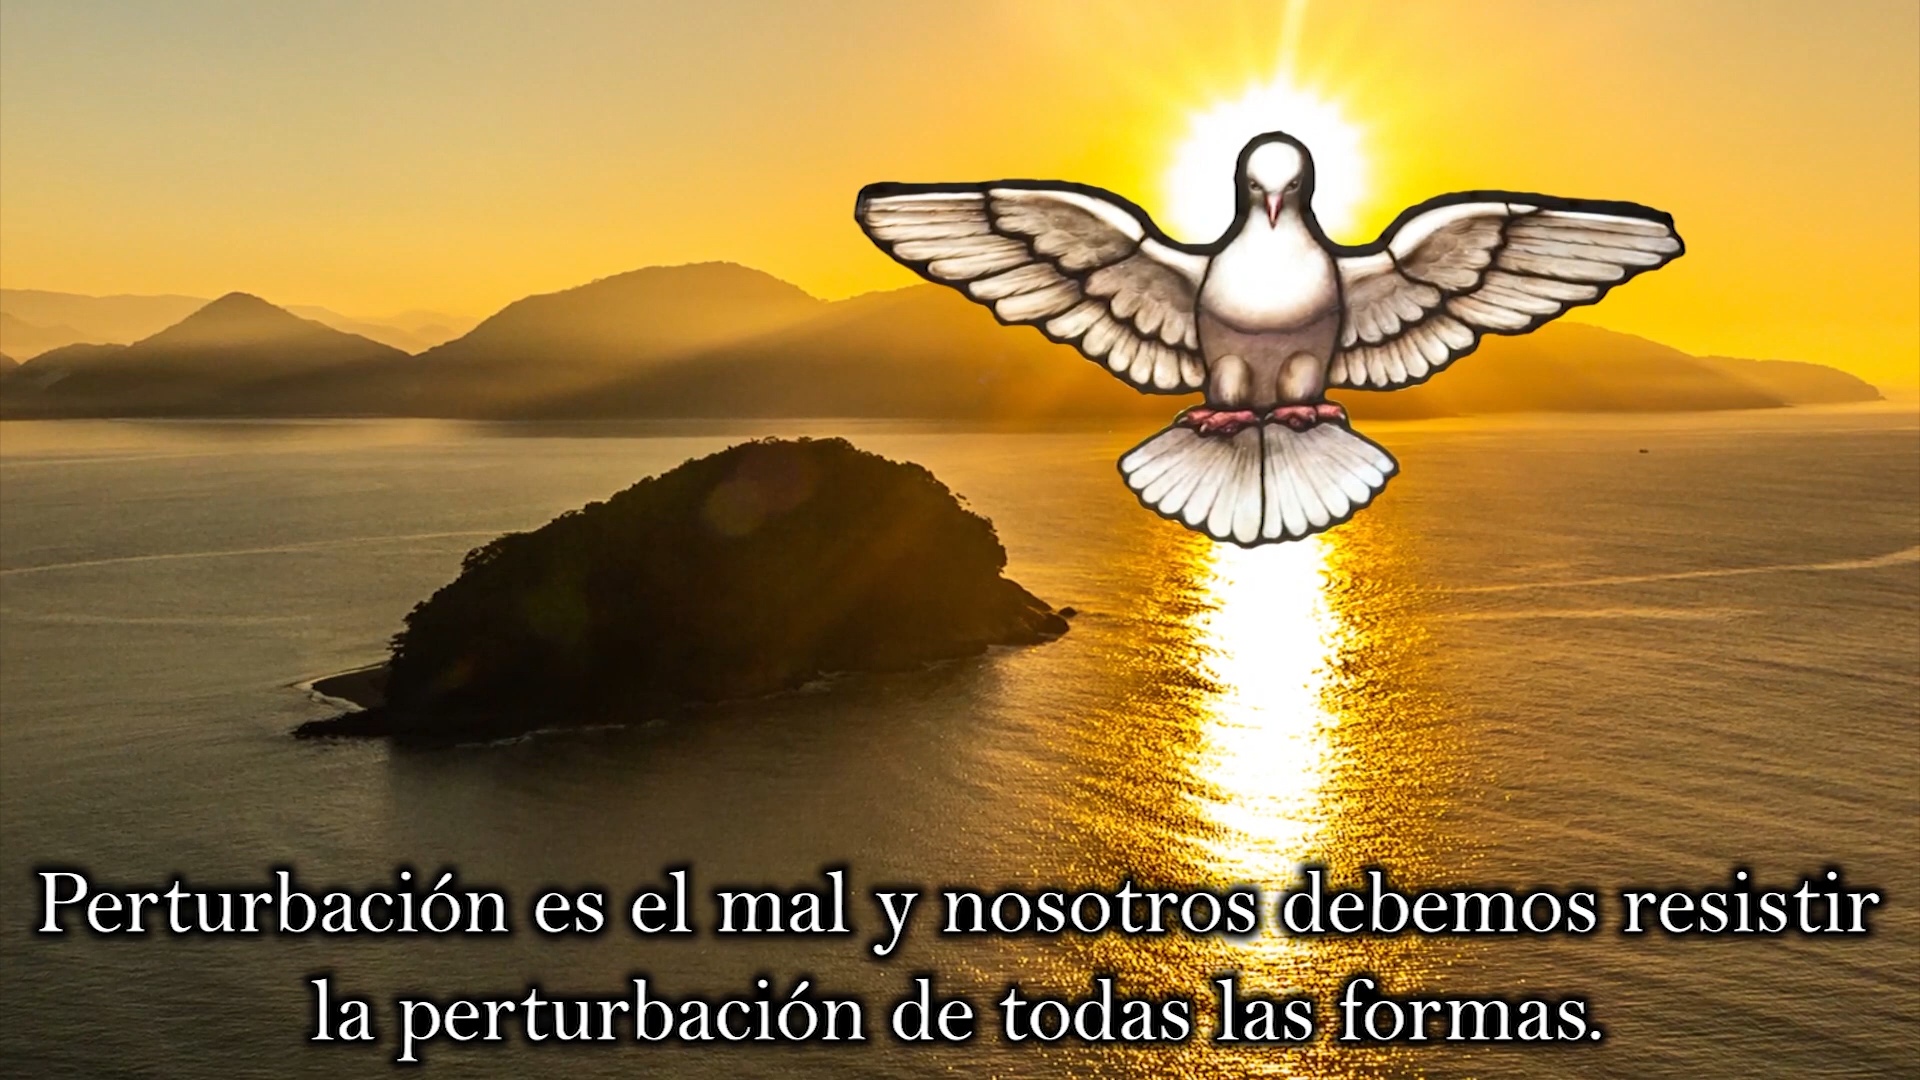 Perturbación es el mal y nosotros debemos resistir
la perturbación de todas las formas.